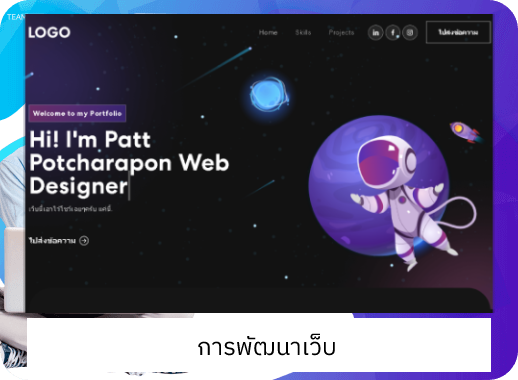 TEAM
LOGO
Home Skills Projects
ไปส่งข้อความ
Welcome to my Portfolio
Hi! I'm Patt
Potcharapon Web
Designer
ไปส่งข้อความ
การพัฒนาเว็บ